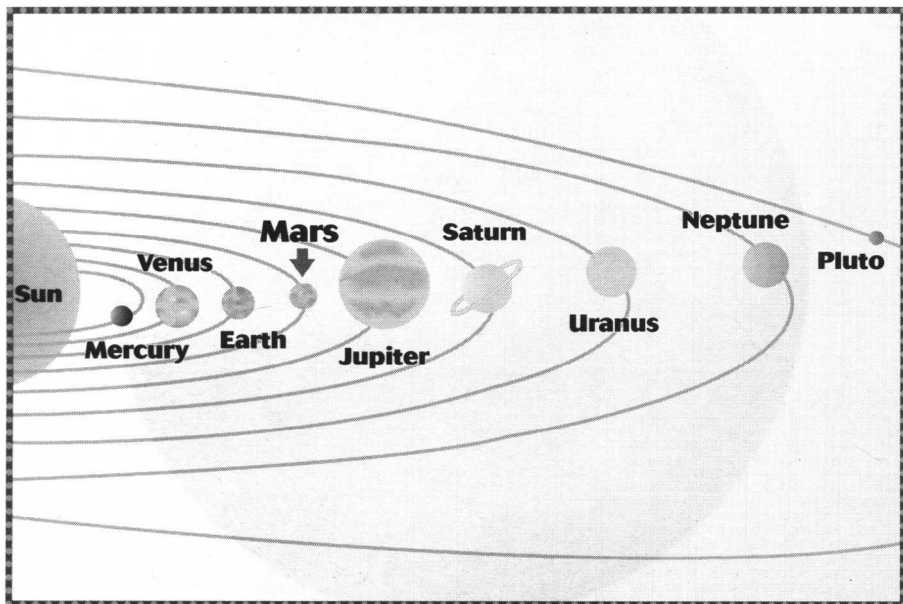 Sun
Mercury
Venus
Earth
Mars
Jupiter
Saturn
Uranus
Neptune
Pluto